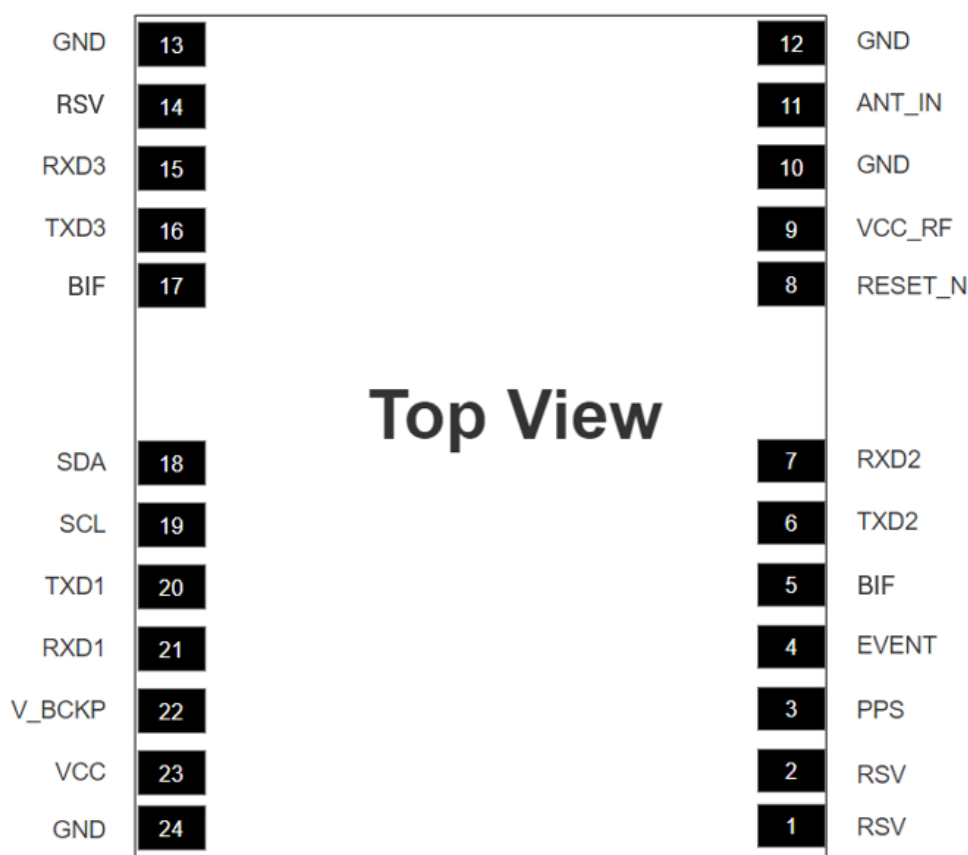 GND 13 12 GND
RSV 14 11 ANT_IN
RXD3 15 10 GND
TXD3 16 9 VCC_RF
BIF 17 8 RESET_N
Top View
SDA 18 7 RXD2
SCL 19 6 TXD2
TXD1 20 5 BIF
RXD1 21 4 EVENT
V_BCKP 22 3 PPS
VCC 23 2 RSV
GND 24 1 RSV